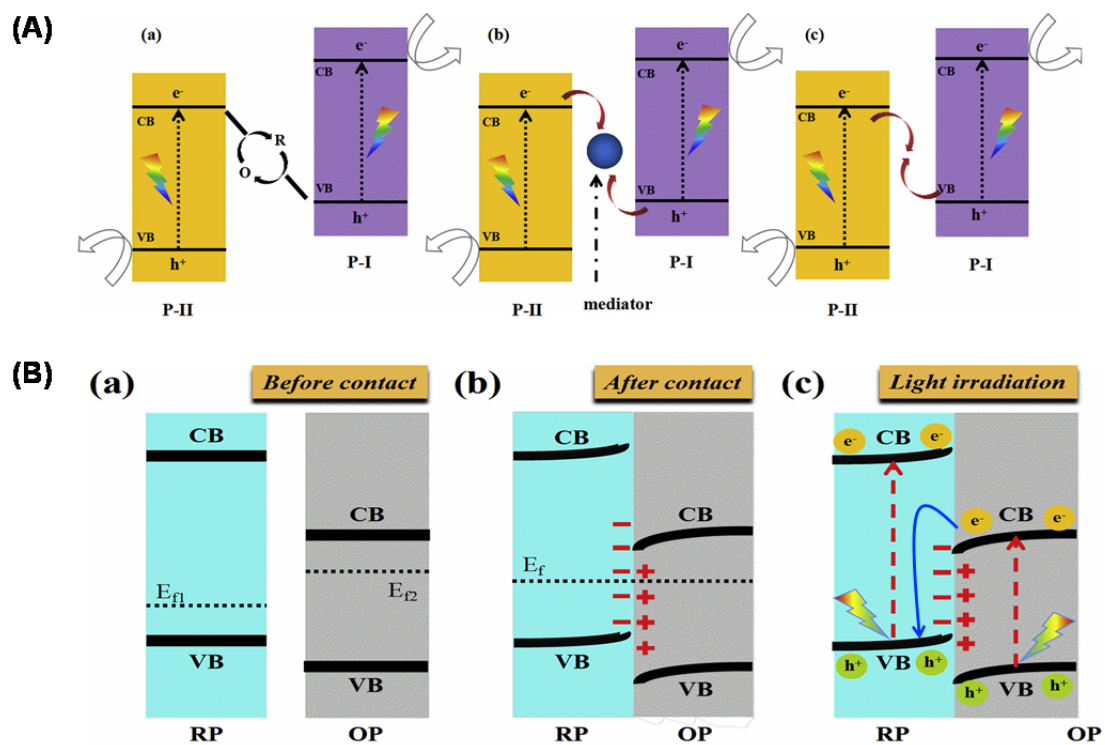 (A)
(a)
e-
CB
VB
h+
P-II
R
O
e-
CB
VB
h+
P-I
(b)
e-
CB
VB
h+
P-II
mediator
e-
CB
VB
h+
P-I
(c)
e-
CB
VB
h+
P-II
e-
CB
VB
h+
P-I
(B)
(a)
Before contact
CB
Ef1
VB
RP
CB
Ef2
VB
OP
(b)
After contact
CB
Ef
VB
RP
CB
VB
OP
(c)
Light irradiation
e- CB e-
h+ VB h+
RP
e- CB e-
h+ VB h+
OP